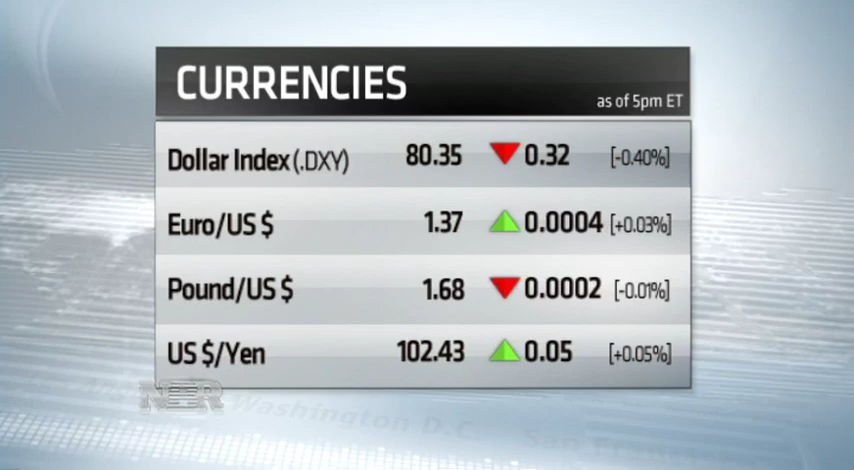 CURRENCIES
as of 5pm ET
Dollar Index (.DXY) 80.35 ▼ 0.32 [-0.40%]
Euro/US $ 1.37 ▲ 0.0004 [+0.03%]
Pound/US $ 1.68 ▼ 0.0002 [-0.01%]
US $/Yen 102.43 ▲ 0.05 [+0.05%]
NBR
Washington D.C. San Francisco